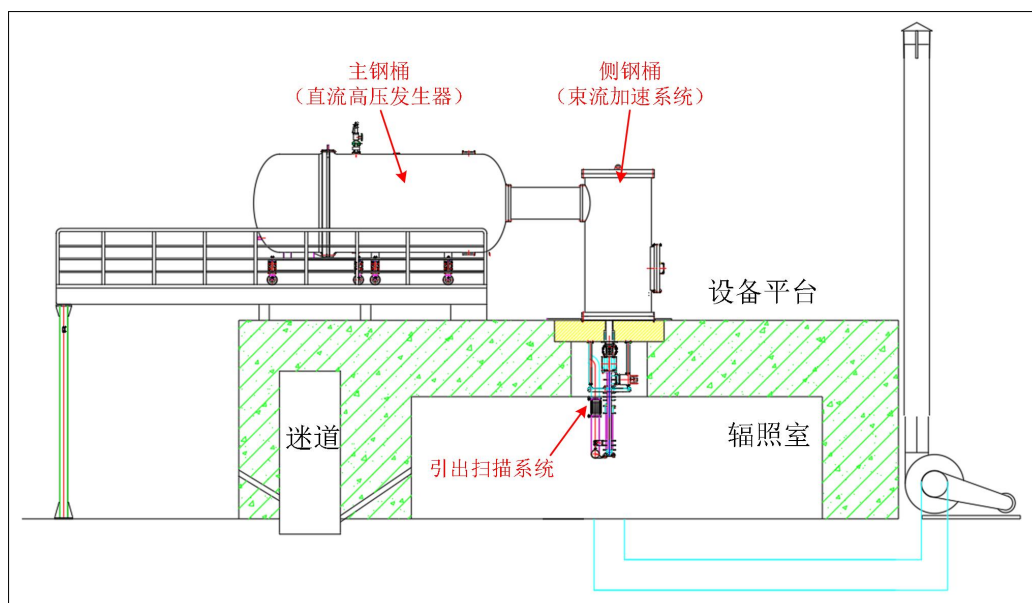 主钢桶
（直流高压发生器）
侧钢桶
（束流加速系统）
设备平台
迷道
辐照室
引出扫描系统